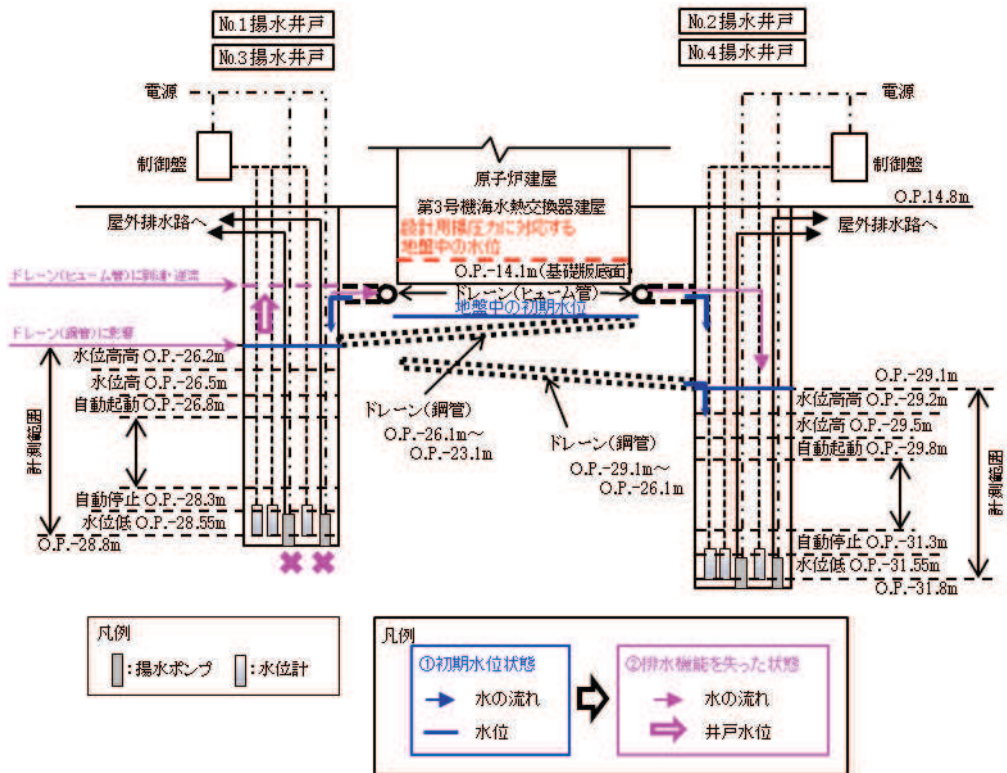 No.1揚水井戸
No.3揚水井戸
No.2揚水井戸
No.4揚水井戸
電源
電源
制御盤
制御盤
原子炉建屋
第3号機海水熱交換器建屋
O.P.14.8m
屋外排水路へ
屋外排水路へ
設計用揚圧力に対応する
地盤中の水位
O.P.-14.1m(基礎版底面)
ドレーン(ヒューム管)に到達・逆流
ドレーン(ヒューム管)
地盤中の初期水位
ドレーン(鋼管)に影響
水位高高 O.P.-26.2m
水位高 O.P.-26.5m
自動起動 O.P.-26.8m
計測範囲
自動停止 O.P.-28.3m
水位低 O.P.-28.55m
O.P.-28.8m
ドレーン(鋼管)
O.P.-26.1m～
O.P.-23.1m
ドレーン(鋼管)
O.P.-29.1m～
O.P.-26.1m
O.P.-29.1m
水位高高 O.P.-29.2m
水位高 O.P.-29.5m
自動起動 O.P.-29.8m
計測範囲
自動停止 O.P.-31.3m
水位低 O.P.-31.55m
O.P.-31.8m
凡例
:揚水ポンプ
:水位計
凡例
①初期水位状態
水の流れ
水位
②排水機能を失った状態
水の流れ
井戸水位